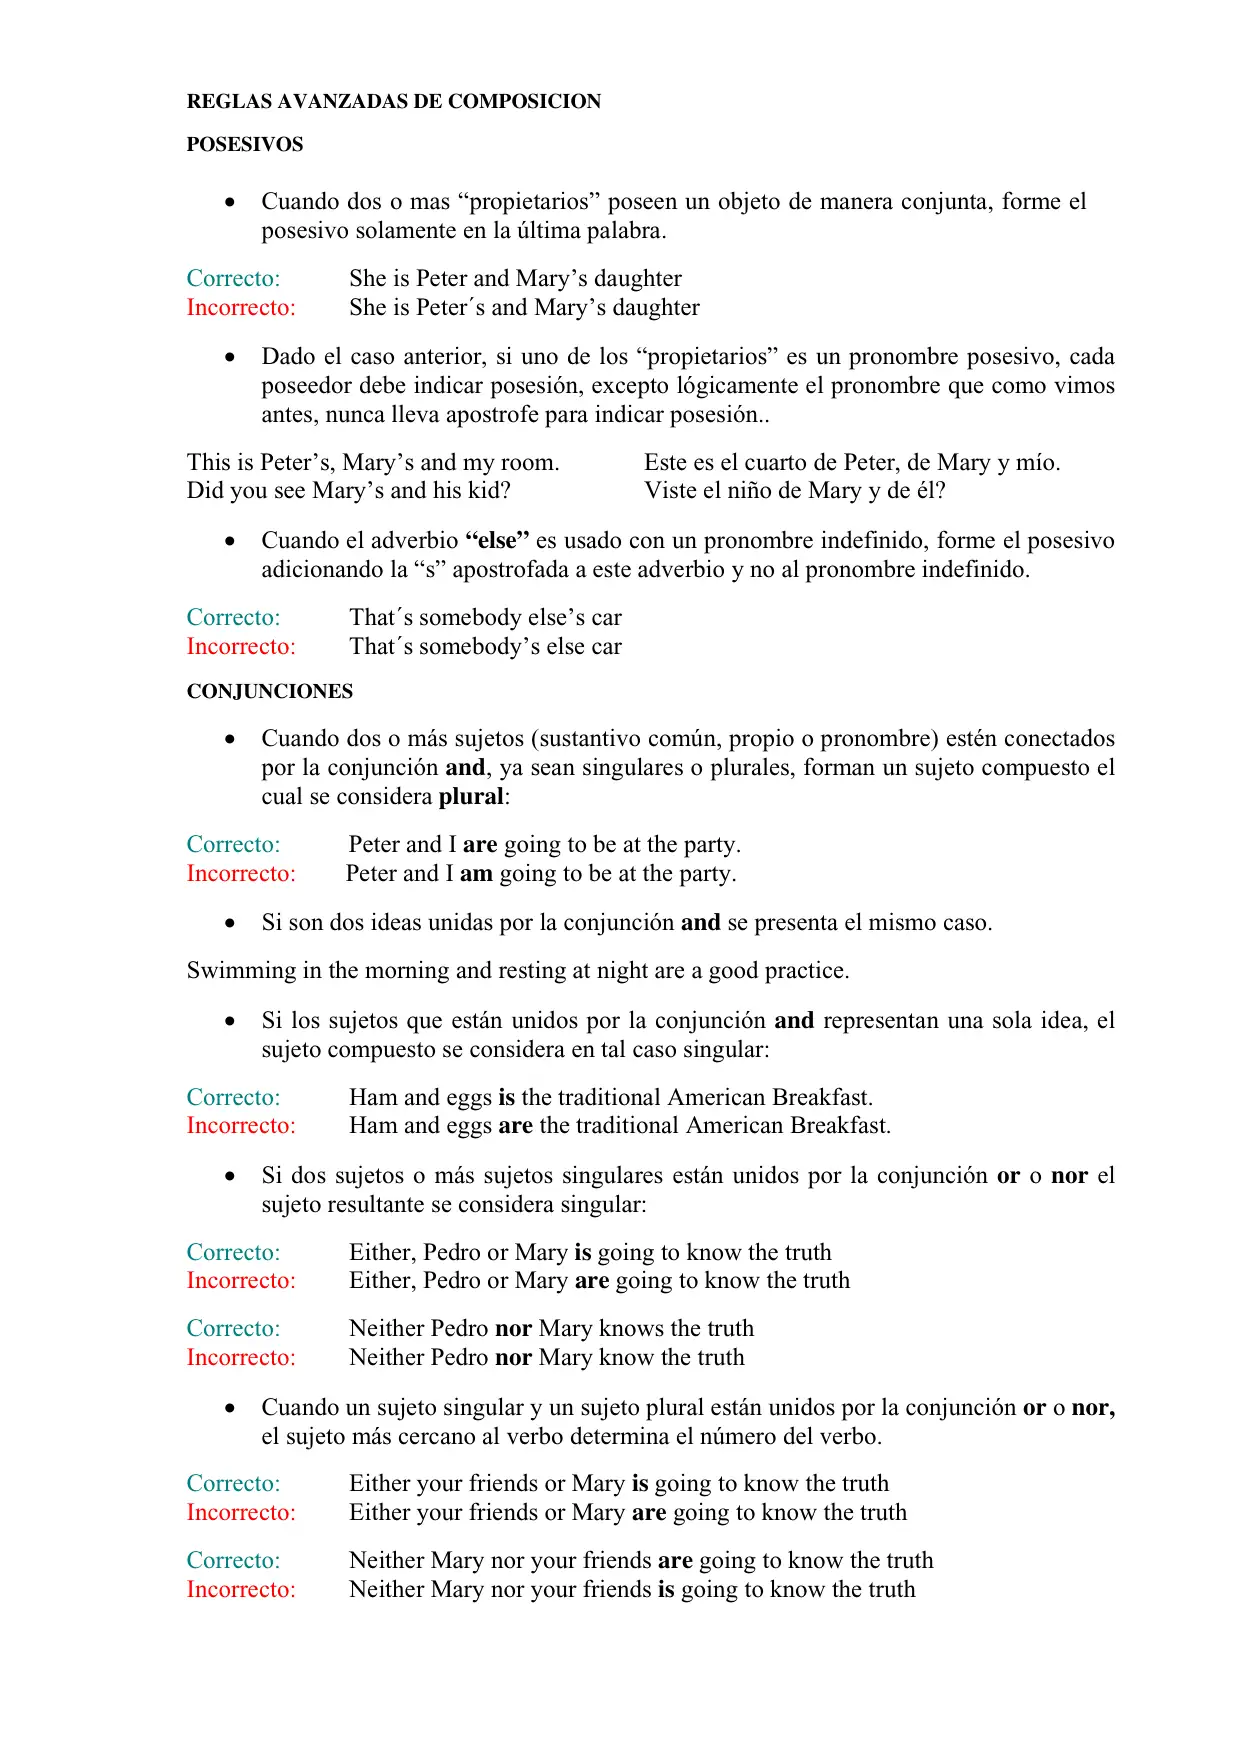 REGLAS AVANZADAS DE COMPOSICION
POSESIVOS
• Cuando dos o mas “propietarios” poseen un objeto de manera conjunta, forme el
posesivo solamente en la última palabra.
Correcto: She is Peter and Mary’s daughter
Incorrecto: She is Peter´s and Mary’s daughter
• Dado el caso anterior, si uno de los “propietarios” es un pronombre posesivo, cada
poseedor debe indicar posesión, excepto lógicamente el pronombre que como vimos
antes, nunca lleva apostrofe para indicar posesión..
This is Peter’s, Mary’s and my room. Este es el cuarto de Peter, de Mary y mío.
Did you see Mary’s and his kid? Viste el niño de Mary y de él?
• Cuando el adverbio “else” es usado con un pronombre indefinido, forme el posesivo
adicionando la “s” apostrofada a este adverbio y no al pronombre indefinido.
Correcto: That´s somebody else’s car
Incorrecto: That´s somebody’s else car
CONJUNCIONES
• Cuando dos o más sujetos (sustantivo común, propio o pronombre) estén conectados
por la conjunción and, ya sean singulares o plurales, forman un sujeto compuesto el
cual se considera plural:
Correcto: Peter and I are going to be at the party.
Incorrecto: Peter and I am going to be at the party.
• Si son dos ideas unidas por la conjunción and se presenta el mismo caso.
Swimming in the morning and resting at night are a good practice.
• Si los sujetos que están unidos por la conjunción and representan una sola idea, el
sujeto compuesto se considera en tal caso singular:
Correcto: Ham and eggs is the traditional American Breakfast.
Incorrecto: Ham and eggs are the traditional American Breakfast.
• Si dos sujetos o más sujetos singulares están unidos por la conjunción or o nor el
sujeto resultante se considera singular:
Correcto: Either, Pedro or Mary is going to know the truth
Incorrecto: Either, Pedro or Mary are going to know the truth
Correcto: Neither Pedro nor Mary knows the truth
Incorrecto: Neither Pedro nor Mary know the truth
• Cuando un sujeto singular y un sujeto plural están unidos por la conjunción or o nor,
el sujeto más cercano al verbo determina el número del verbo.
Correcto: Either your friends or Mary is going to know the truth
Incorrecto: Either your friends or Mary are going to know the truth
Correcto: Neither Mary nor your friends are going to know the truth
Incorrecto: Neither Mary nor your friends is going to know the truth